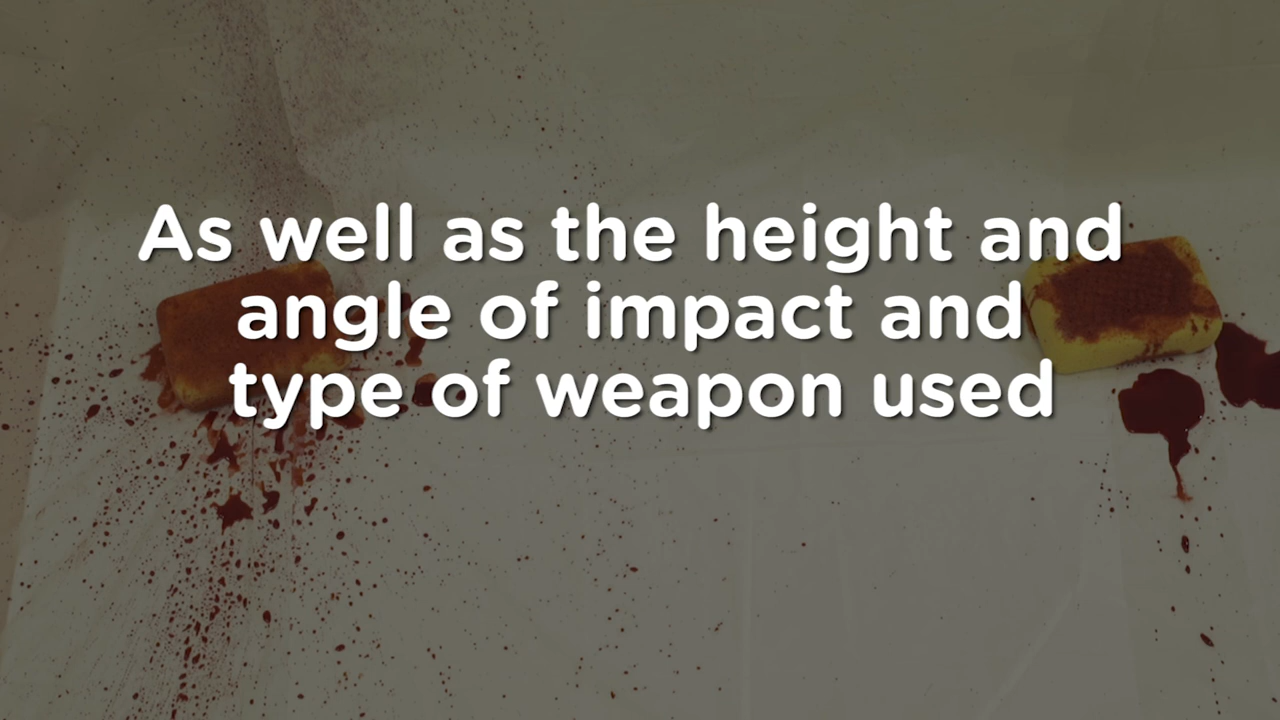 As well as the height and
angle of impact and
type of weapon used